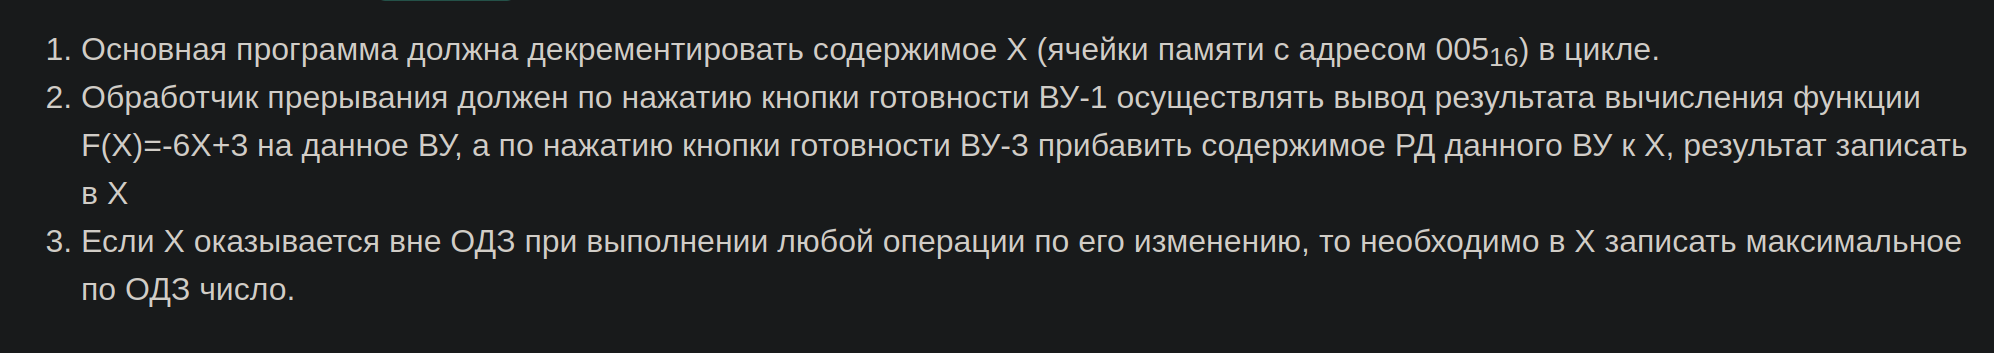 1. Основная программа должна декрементировать содержимое X (ячейки памяти с адресом 005₁₆) в цикле.
2. Обработчик прерывания должен по нажатию кнопки готовности ВУ-1 осуществлять вывод результата вычисления функции
F(X)=-6X+3 на данное ВУ, а по нажатию кнопки готовности ВУ-3 прибавить содержимое РД данного ВУ к X, результат записать
в X
3. Если X оказывается вне ОДЗ при выполнении любой операции по его изменению, то необходимо в X записать максимальное
по ОДЗ число.